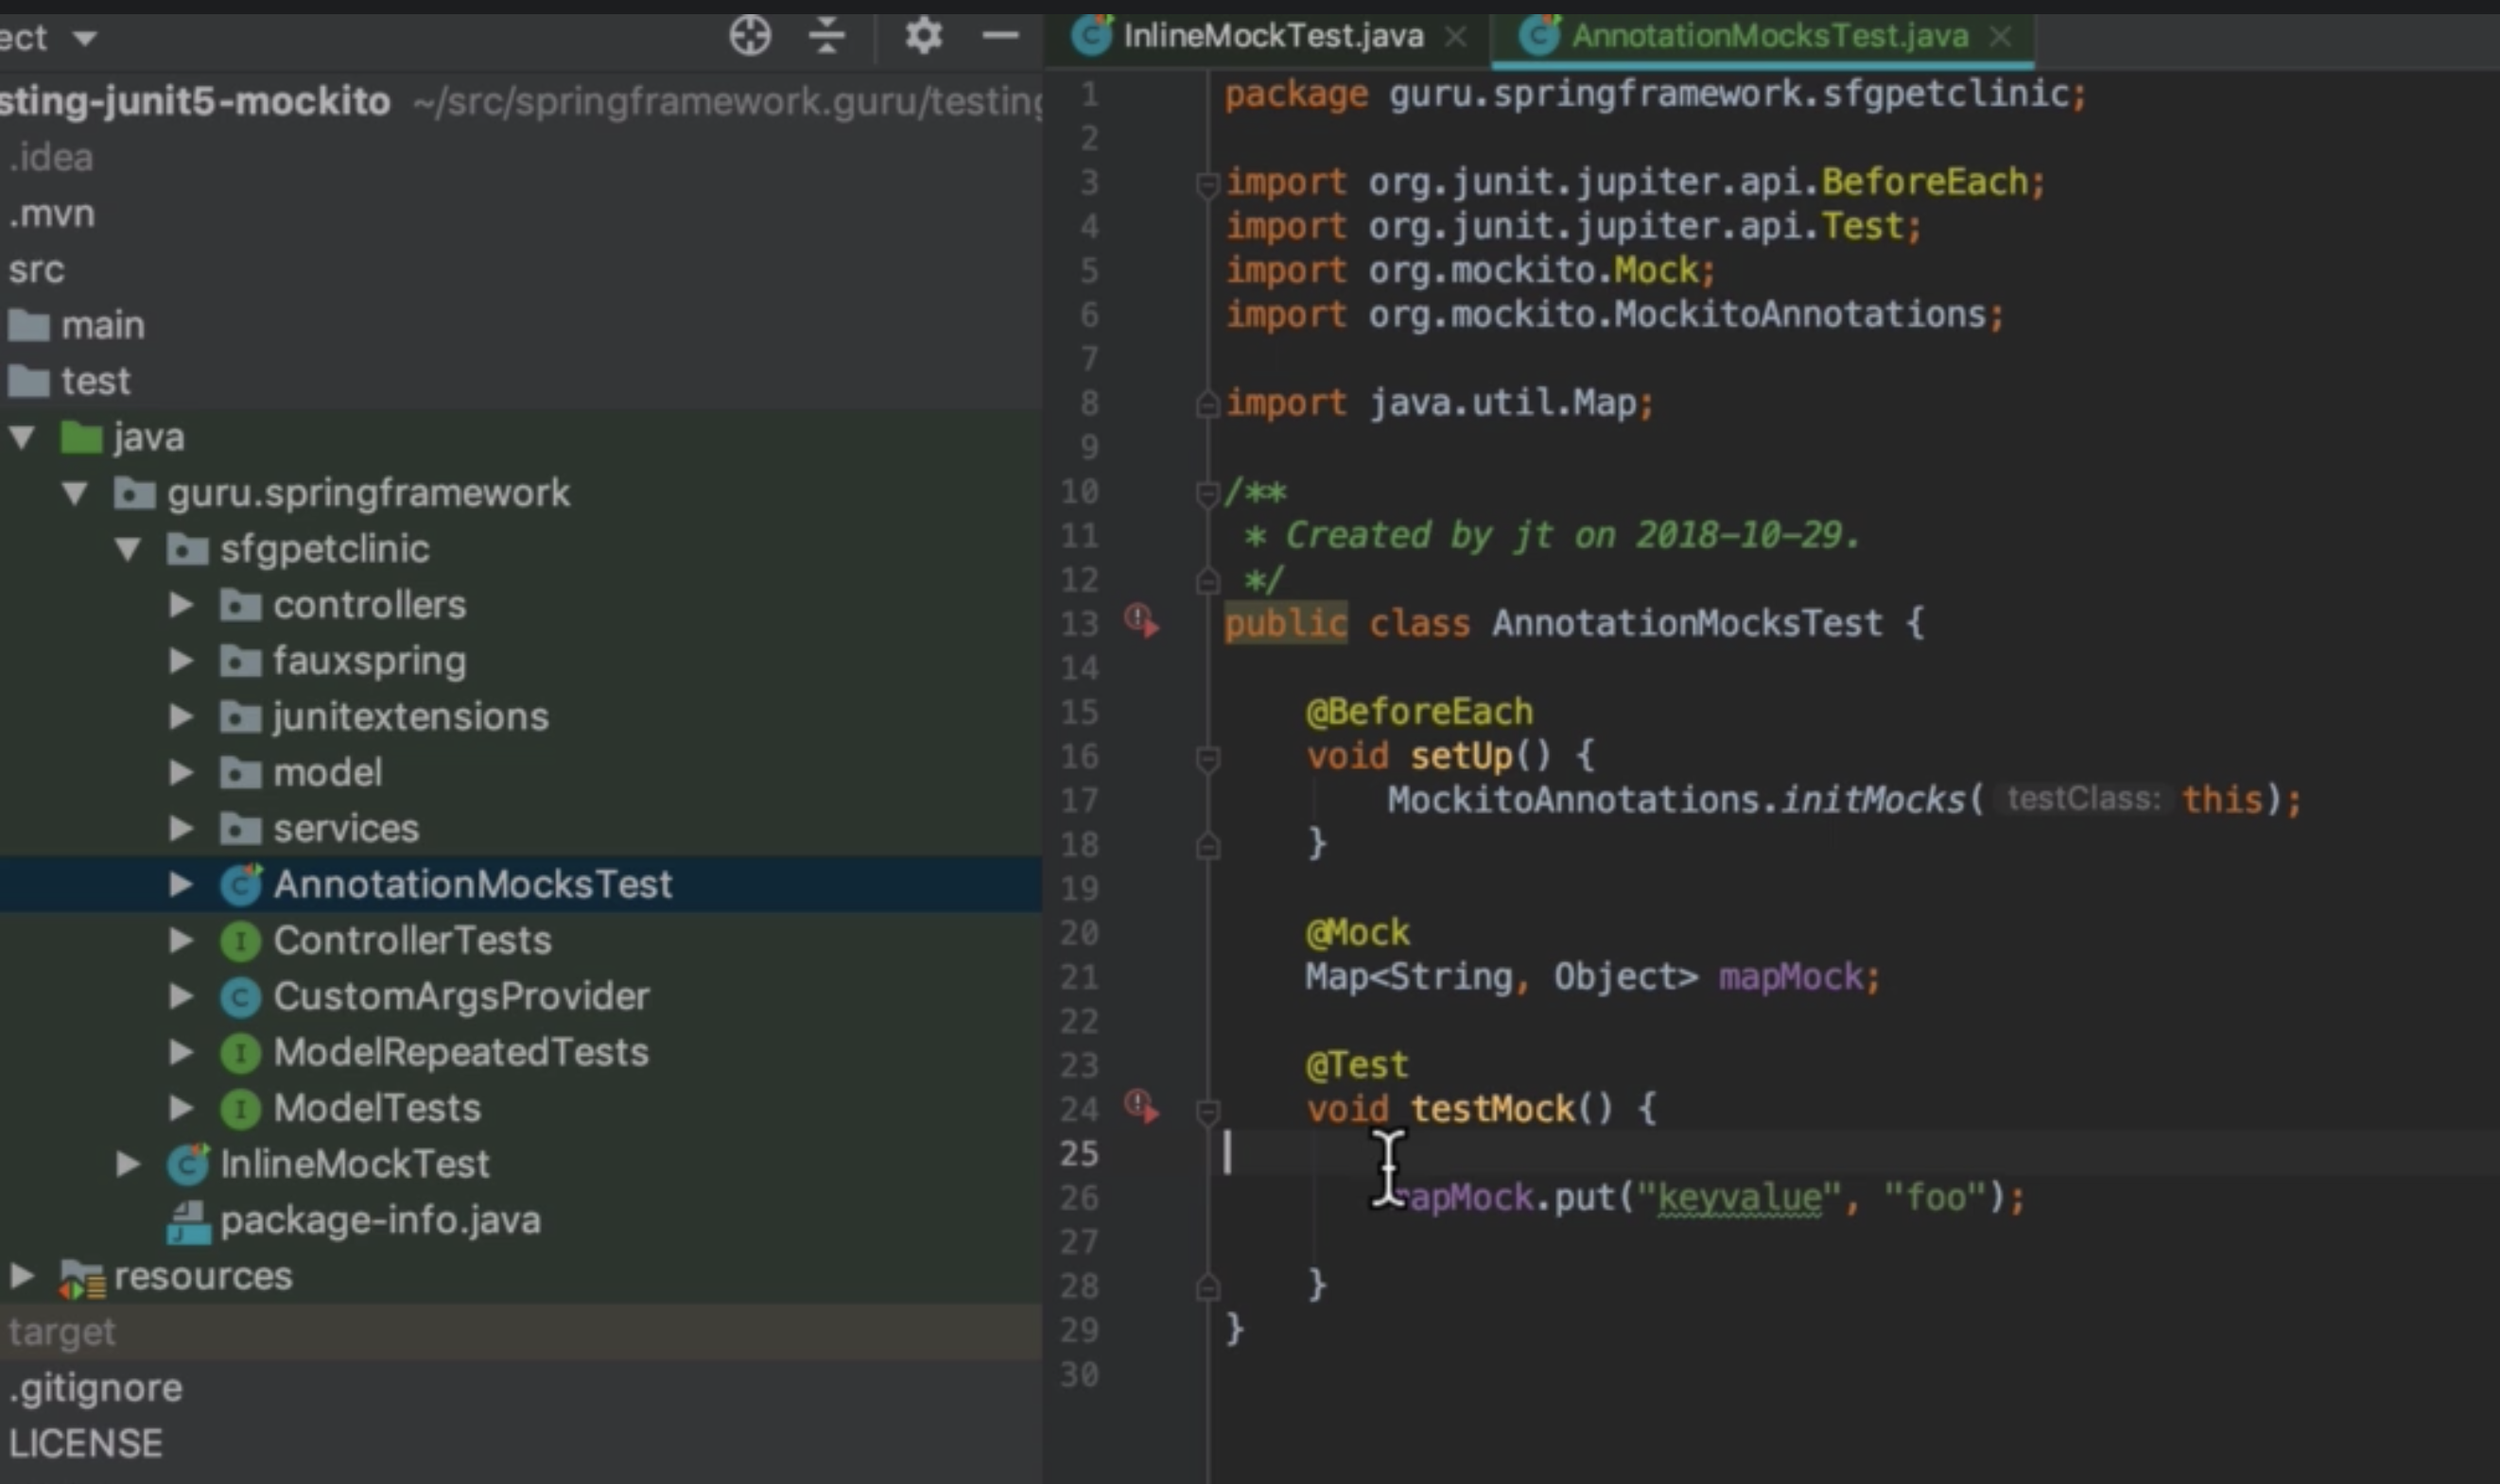 ect
sting-junit5-mockito ~/src/springframework.guru/testing
.idea
.mvn
src
main
test
java
guru.springframework
sfgpetclinic
controllers
fauxspring
junitextensions
model
services
AnnotationMocksTest
ControllerTests
CustomArgsProvider
ModelRepeatedTests
ModelTests
InlineMockTest
package-info.java
resources
target
.gitignore
LICENSE
InlineMockTest.java AnnotationMocksTest.java
1 package guru.springframework.sfgpetclinic;
2
3 import org.junit.jupiter.api.BeforeEach;
4 import org.junit.jupiter.api.Test;
5 import org.mockito.Mock;
6 import org.mockito.MockitoAnnotations;
7
8 import java.util.Map;
9
10 /**
11 * Created by jt on 2018-10-29.
12 */
13 public class AnnotationMocksTest {
14
15 @BeforeEach
16 void setUp() {
17 MockitoAnnotations.initMocks( testClass: this);
18 }
19
20 @Mock
21 Map<String, Object> mapMock;
22
23 @Test
24 void testMock() {
25
26 mapMock.put("keyvalue", "foo");
27
28 }
29 }
30